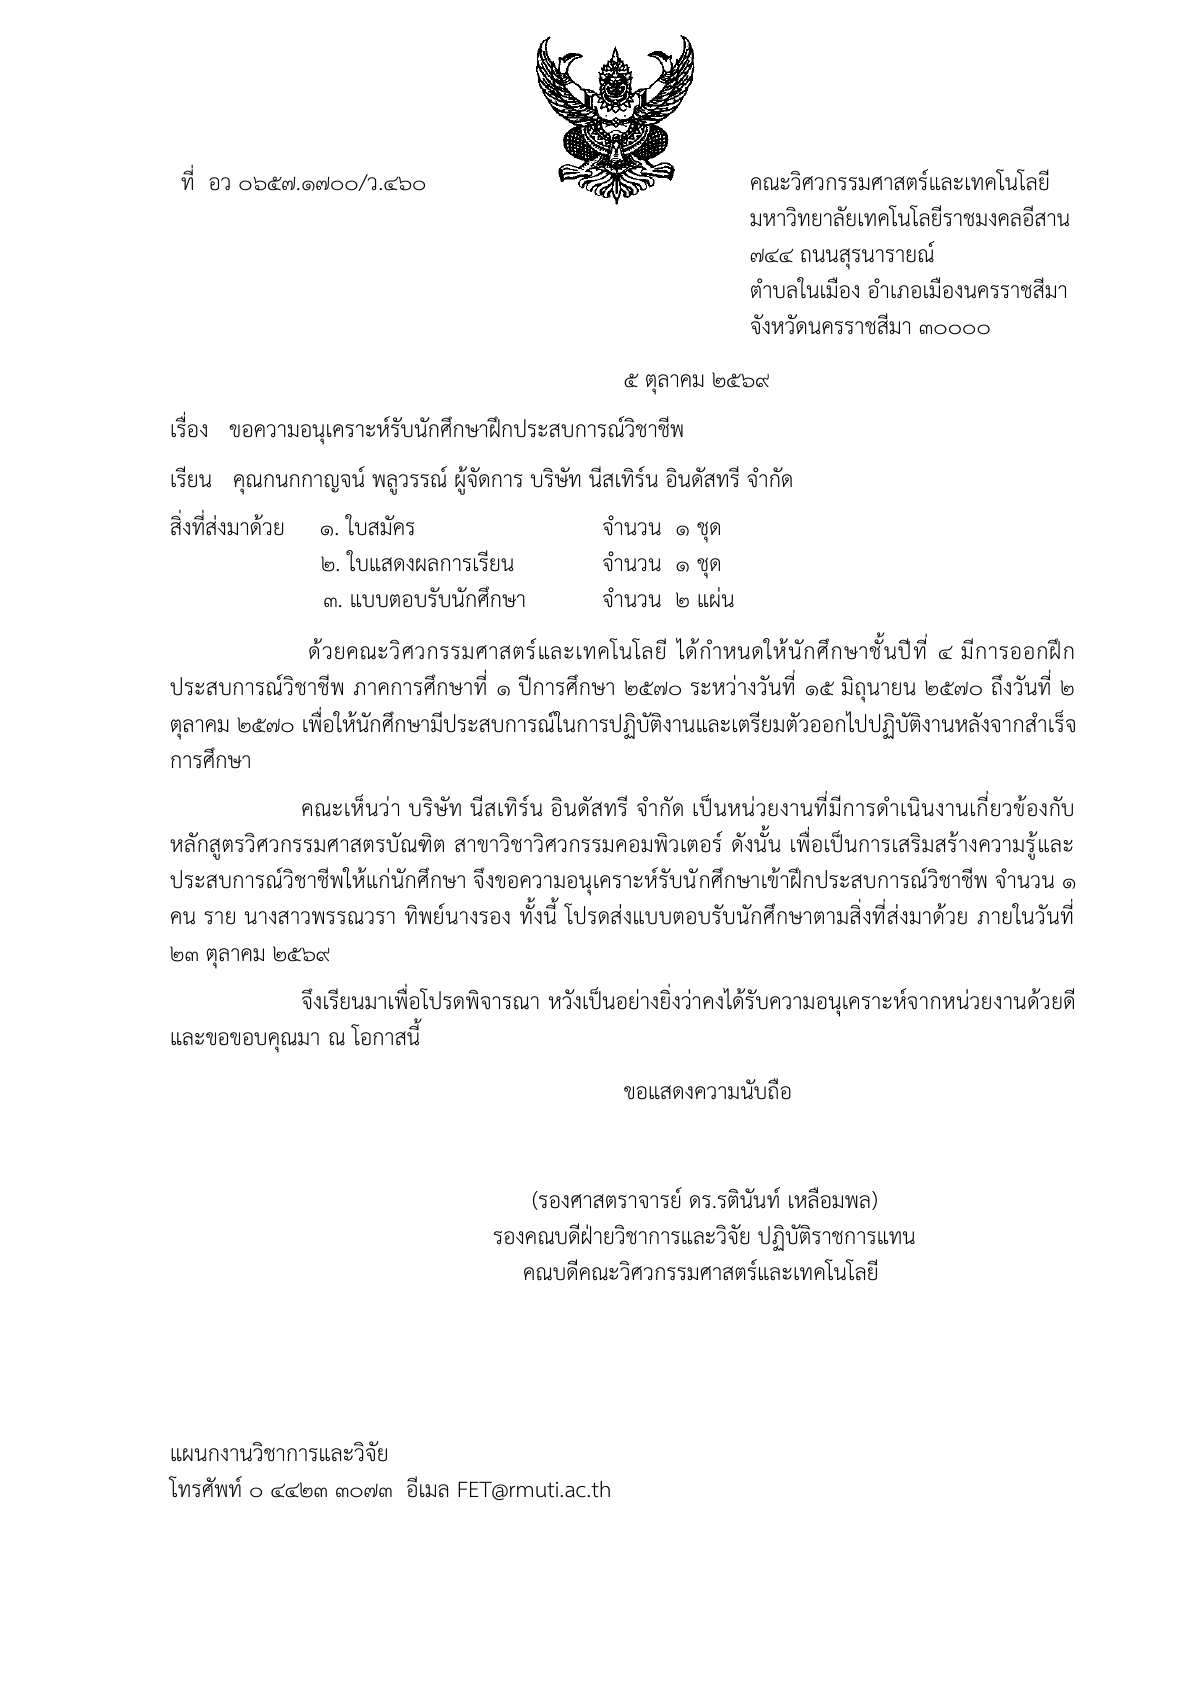 ที่ อว ๐๖๕๗.๑๗๐๐/ว.๔๖๐
คณะวิศวกรรมศาสตร์และเทคโนโลยี
มหาวิทยาลัยเทคโนโลยีราชมงคลอีสาน
๗๔๔ ถนนสุรนารายณ์
ตำบลในเมือง อำเภอเมืองนครราชสีมา
จังหวัดนครราชสีมา ๓๐๐๐๐
๕ ตุลาคม ๒๕๖๙
เรื่อง ขอความอนุเคราะห์รับนักศึกษาฝึกประสบการณ์วิชาชีพ
เรียน คุณกนกกาญจน์ พลูวรรณ์ ผู้จัดการ บริษัท นีสเทิร์น อินดัสทรี จำกัด
สิ่งที่ส่งมาด้วย ๑. ใบสมัคร จำนวน ๑ ชุด
๒. ใบแสดงผลการเรียน จำนวน ๑ ชุด
๓. แบบตอบรับนักศึกษา จำนวน ๒ แผ่น
ด้วยคณะวิศวกรรมศาสตร์และเทคโนโลยี ได้กำหนดให้นักศึกษาชั้นปีที่ ๔ มีการออกฝึก
ประสบการณ์วิชาชีพ ภาคการศึกษาที่ ๑ ปีการศึกษา ๒๕๗๐ ระหว่างวันที่ ๑๕ มิถุนายน ๒๕๗๐ ถึงวันที่ ๒
ตุลาคม ๒๕๗๐ เพื่อให้นักศึกษามีประสบการณ์ในการปฏิบัติงานและเตรียมตัวออกไปปฏิบัติงานหลังจากสำเร็จ
การศึกษา
คณะเห็นว่า บริษัท นีสเทิร์น อินดัสทรี จำกัด เป็นหน่วยงานที่มีการดำเนินงานเกี่ยวข้องกับ
หลักสูตรวิศวกรรมศาสตรบัณฑิต สาขาวิชาวิศวกรรมคอมพิวเตอร์ ดังนั้น เพื่อเป็นการเสริมสร้างความรู้และ
ประสบการณ์วิชาชีพให้แก่นักศึกษา จึงขอความอนุเคราะห์รับนักศึกษาเข้าฝึกประสบการณ์วิชาชีพ จำนวน ๑
คน ราย นางสาวพรรณวรา ทิพย์นางรอง ทั้งนี้ โปรดส่งแบบตอบรับนักศึกษาตามสิ่งที่ส่งมาด้วย ภายในวันที่
๒๓ ตุลาคม ๒๕๖๙
จึงเรียนมาเพื่อโปรดพิจารณา หวังเป็นอย่างยิ่งว่าคงได้รับความอนุเคราะห์จากหน่วยงานด้วยดี
และขอขอบคุณมา ณ โอกาสนี้
ขอแสดงความนับถือ
(รองศาสตราจารย์ ดร.รตินันท์ เหลือมพล)
รองคณบดีฝ่ายวิชาการและวิจัย ปฏิบัติราชการแทน
คณบดีคณะวิศวกรรมศาสตร์และเทคโนโลยี
แผนกงานวิชาการและวิจัย
โทรศัพท์ ๐ ๔๔๒๓ ๓๐๗๓ อีเมล FET@rmuti.ac.th